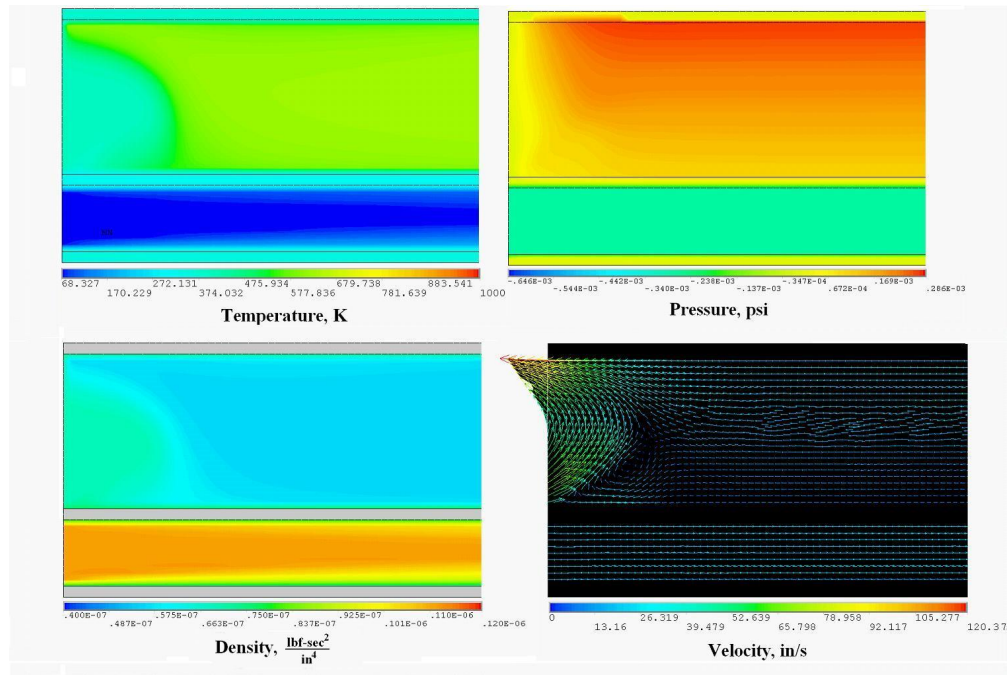 68.327 272.131 475.934 679.738 883.541
170.229 374.032 577.836 781.639 1000
Temperature, K
-.646E-03 -.442E-03 -.238E-03 -.347E-04 .169E-03
-.544E-03 -.340E-03 -.137E-03 .672E-04 .286E-03
Pressure, psi
.400E-07 .575E-07 .750E-07 .925E-07 .110E-06
.487E-07 .663E-07 .837E-07 .101E-06 .120E-06
Density, lbf-sec²
in⁴
0 26.319 52.639 78.958 105.277
13.16 39.479 65.798 92.117 120.37
Velocity, in/s